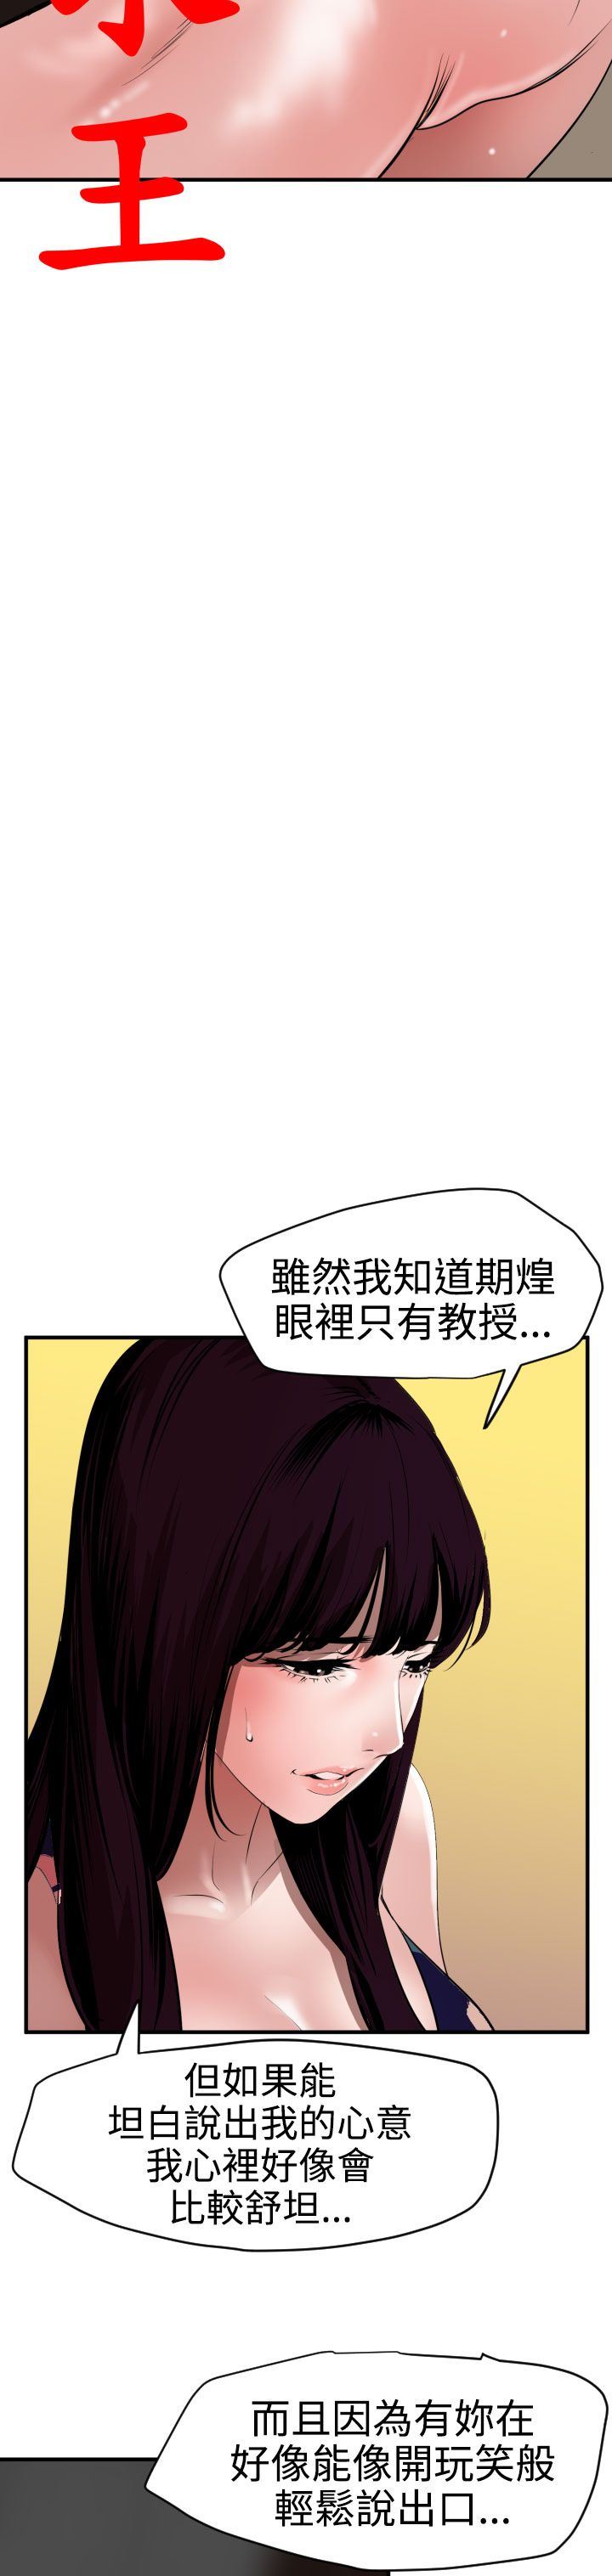 王
雖然我知道期煌
眼裡只有教授...
但如果能
坦白說出我的心意
我心裡好像會
比較舒坦...
而且因為有妳在
好像能像開玩笑般
輕鬆說出口...